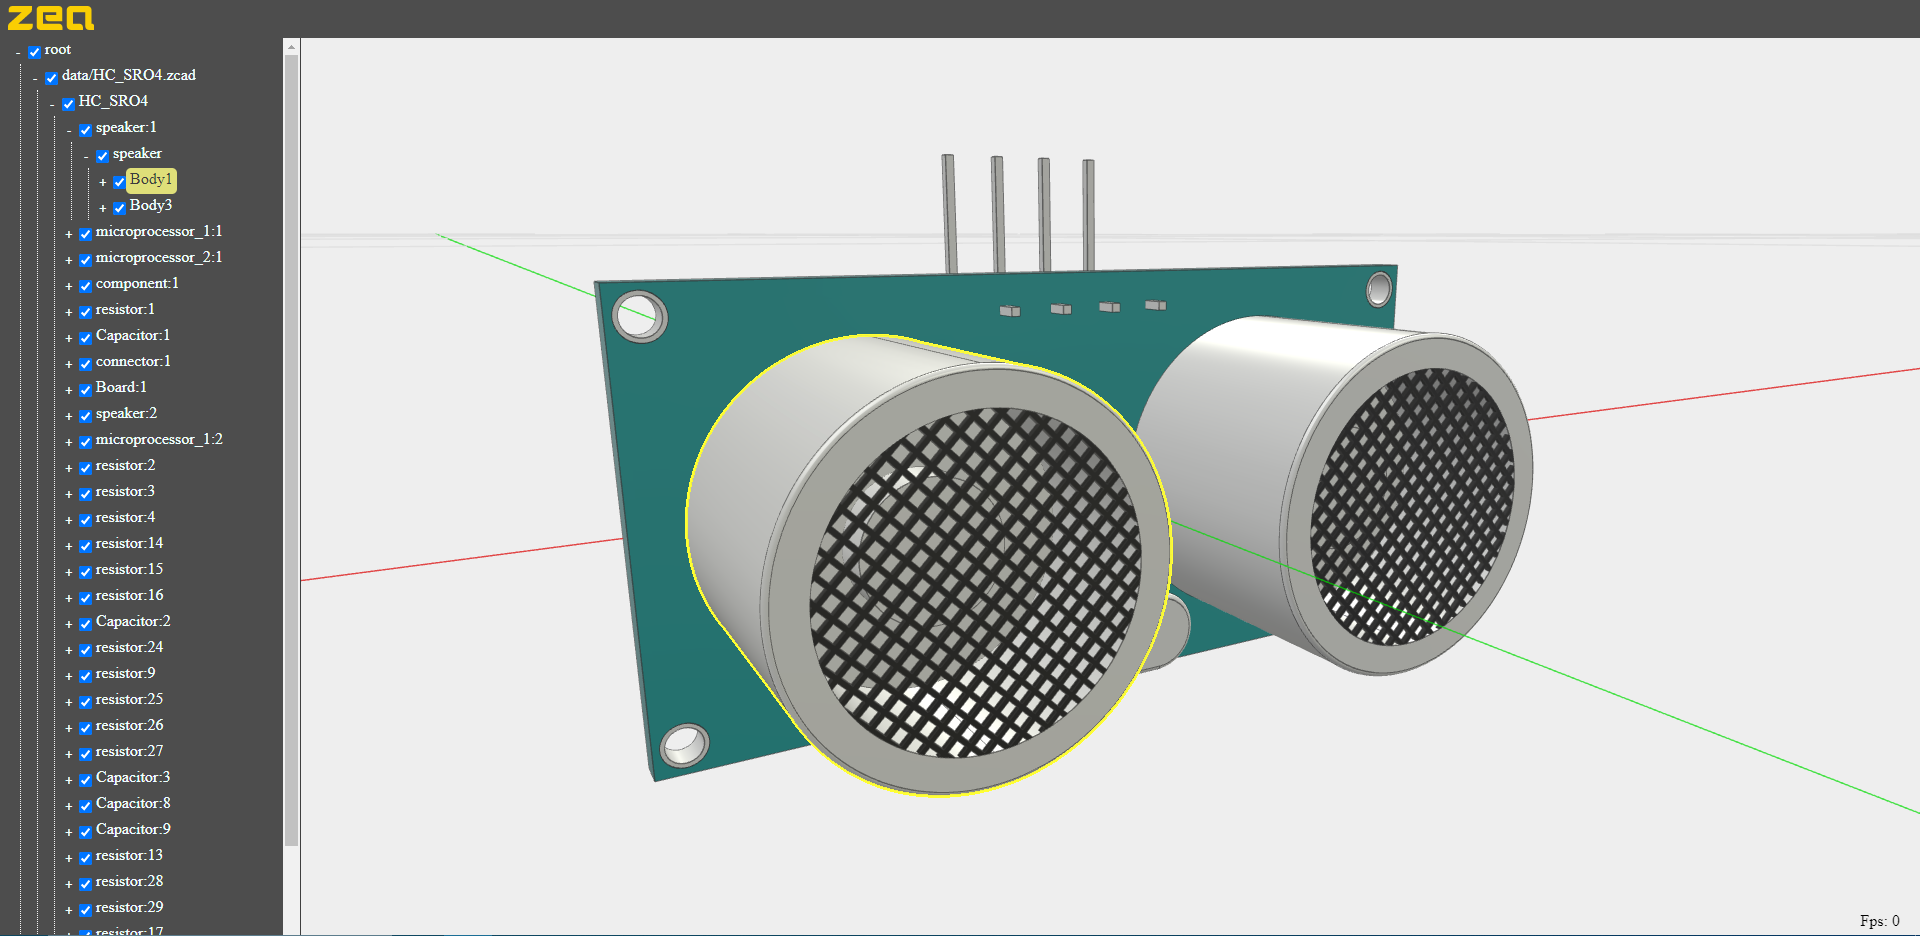 zea
root
data/HC_SRO4.zcad
HC_SRO4
speaker:1
speaker
Body1
Body3
microprocessor_1:1
microprocessor_2:1
component:1
resistor:1
Capacitor:1
connector:1
Board:1
speaker:2
microprocessor_1:2
resistor:2
resistor:3
resistor:4
resistor:14
resistor:15
resistor:16
Capacitor:2
resistor:24
resistor:9
resistor:25
resistor:26
resistor:27
Capacitor:3
Capacitor:8
Capacitor:9
resistor:13
resistor:28
resistor:29
resistor:17
Fps: 0